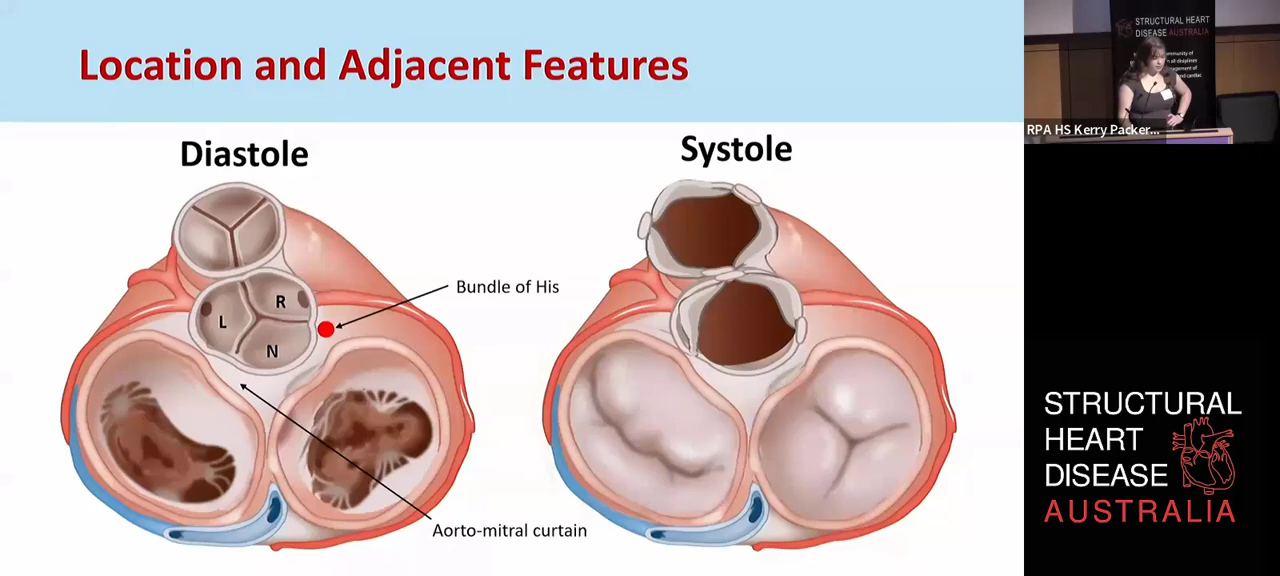 Location and Adjacent Features
Diastole
Systole
Bundle of His
R
L
N
Aorto-mitral curtain
STRUCTURAL HEART
DISEASE AUSTRALIA
RPA HS Kerry Packer...
STRUCTURAL
HEART
DISEASE
AUSTRALIA